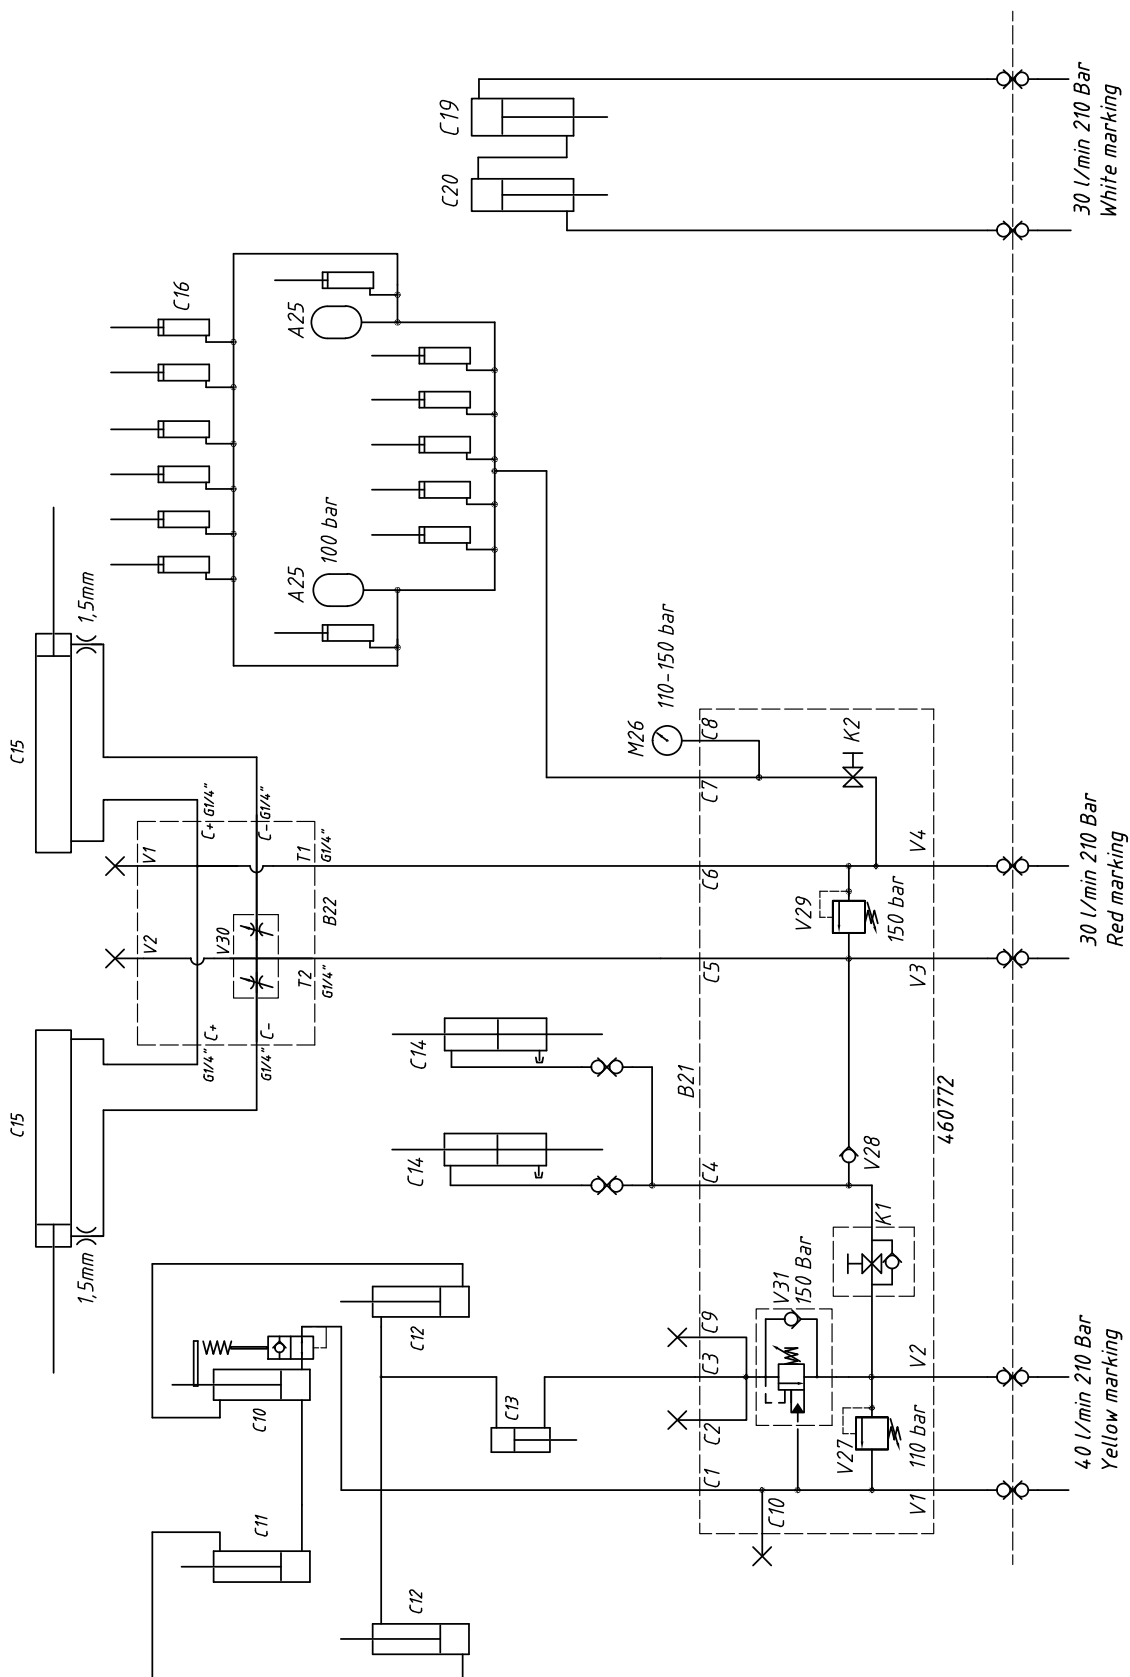 C19
C20
30 l/min 210 Bar
White marking
C16
A25
A25
100 bar
1,5mm
C15
M26
110-150 bar
C8
K2
C7
C+ G1/4"
C- G1/4"
V1
T1
G1/4"
V4
C6
B22
V29
150 bar
30 l/min 210 Bar
Red marking
V2
V30
T2
G1/4"
C5
V3
C+
G1/4"
C-
G1/4"
C14
B21
460772
C15
C14
C4
V28
K1
1,5mm
V31
150 Bar
C9
C12
C3
V2
C10
C13
C2
V27
110 bar
40 l/min 210 Bar
Yellow marking
C1
V1
C10
C11
C12